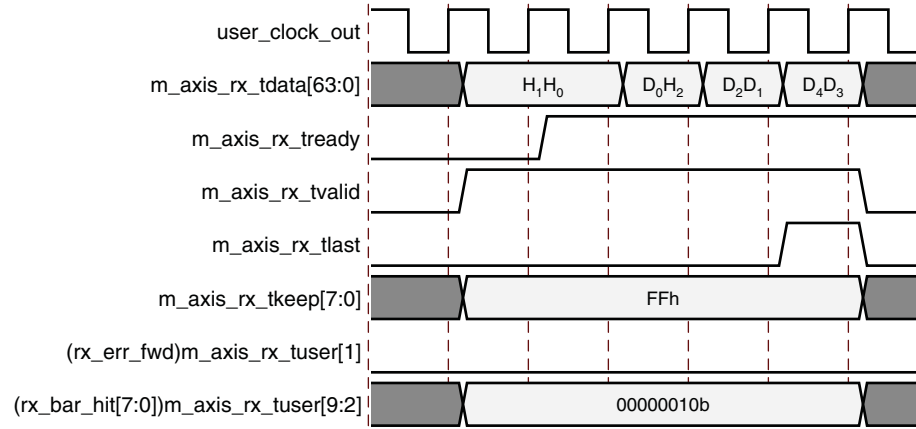 user_clock_out
m_axis_rx_tdata[63:0] H₁H₀ D₀H₂ D₂D₁ D₄D₃
m_axis_rx_tready
m_axis_rx_tvalid
m_axis_rx_tlast
m_axis_rx_tkeep[7:0] FFh
(rx_err_fwd)m_axis_rx_tuser[1]
(rx_bar_hit[7:0])m_axis_rx_tuser[9:2] 00000010b